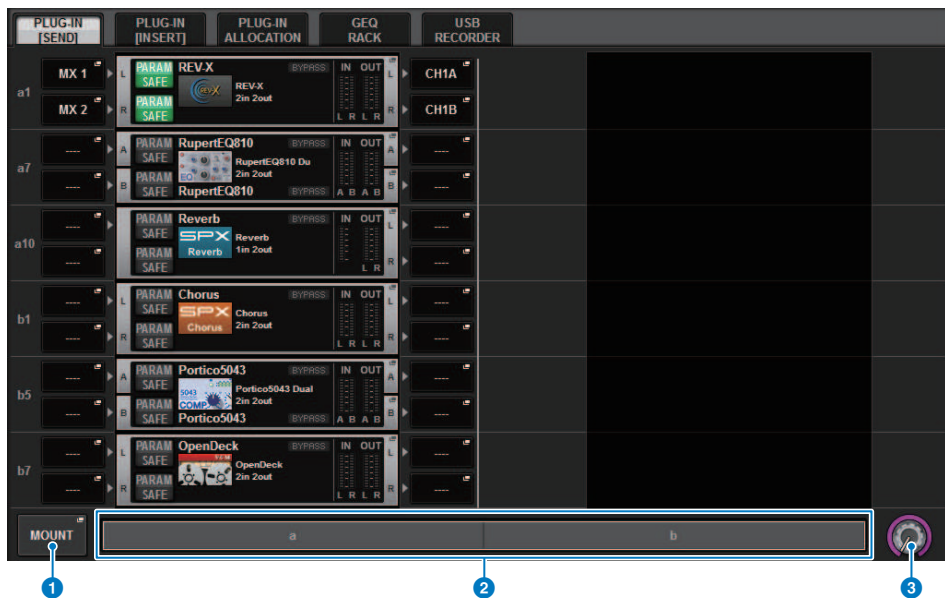 PLUG-IN [SEND]
PLUG-IN [INSERT]
PLUG-IN ALLOCATION
GEQ RACK
USB RECORDER
a1
MX 1
MX 2
L
R
PARAM SAFE
PARAM SAFE
REV-X
BYPASS
REV-X
REV-X
2in 2out
IN OUT
L R L R
L
R
CH1A
CH1B
a7
----
----
A
B
PARAM SAFE
PARAM SAFE
RupertEQ810
BYPASS
EQ
RupertEQ810 Du
2in 2out
RupertEQ810
BYPASS
IN OUT
A B A B
A
B
----
----
a10
----
----
PARAM SAFE
PARAM SAFE
Reverb
BYPASS
SPX
Reverb
Reverb
1in 2out
IN OUT
L R
L
R
----
----
b1
----
----
L
R
PARAM SAFE
PARAM SAFE
Chorus
BYPASS
SPX
Chorus
Chorus
2in 2out
IN OUT
L R L R
L
R
----
----
b5
----
----
A
B
PARAM SAFE
PARAM SAFE
Portico5043
BYPASS
5043
COMP
Portico5043 Dual
2in 2out
Portico5043
BYPASS
IN OUT
A B A B
A
B
----
----
b7
----
----
L
R
PARAM SAFE
PARAM SAFE
OpenDeck
BYPASS
OpenDeck
2in 2out
IN OUT
L R L R
L
R
----
----
MOUNT
a
b
1
2
3